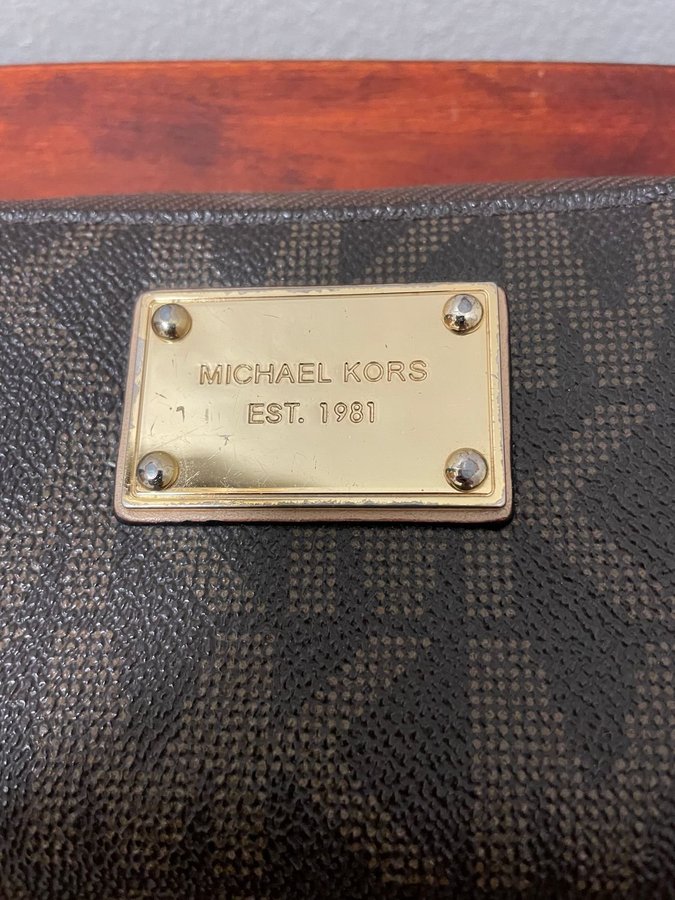 MICHAEL KORS
EST. 1981